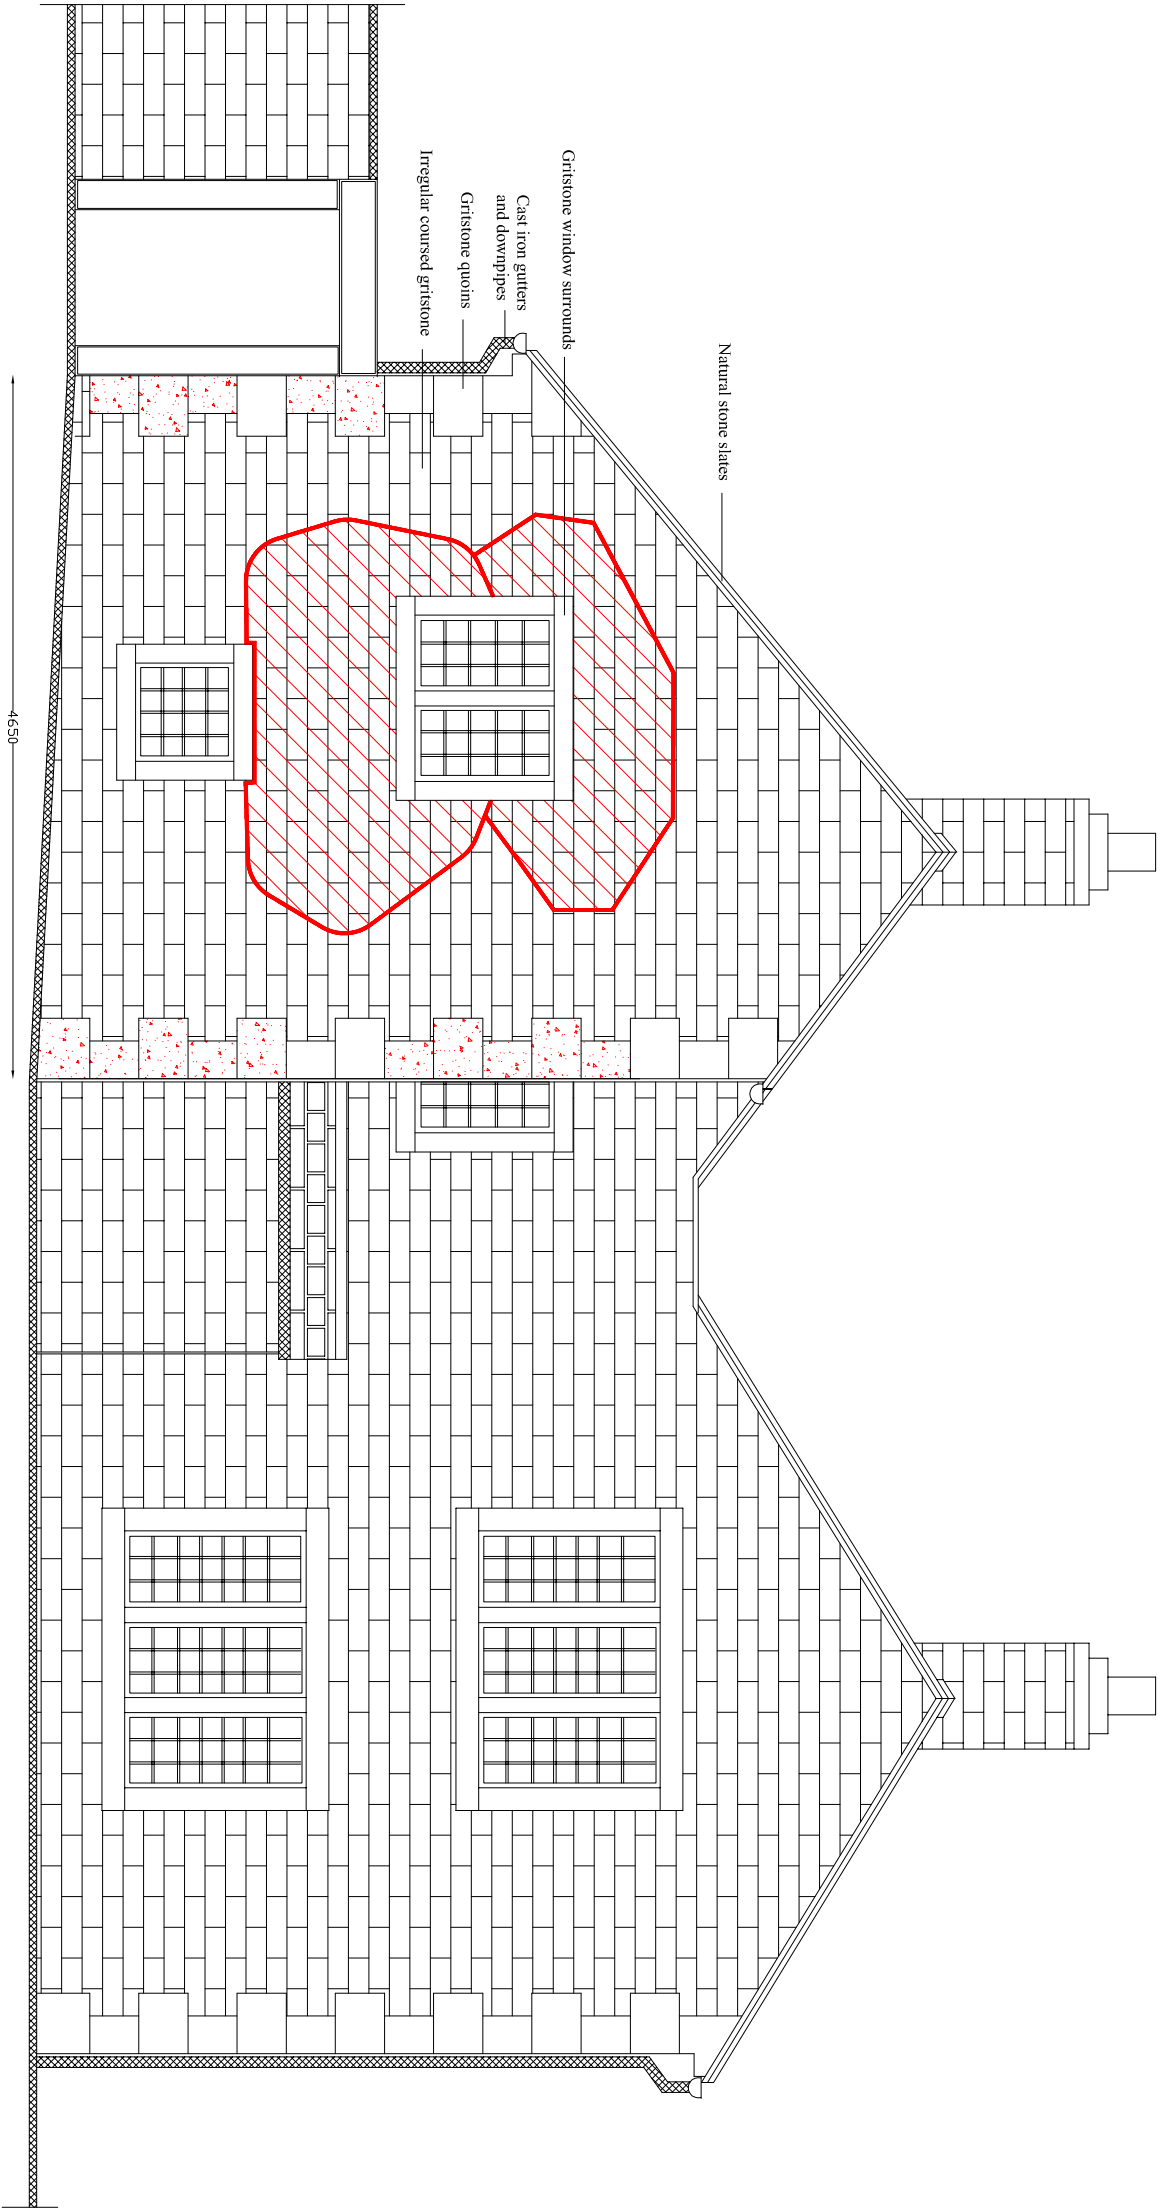 Natural stone slates
Gritstone window surrounds
Cast iron gutters
and downpipes
Gritstone quoins
Irregular coursed gritstone
4650